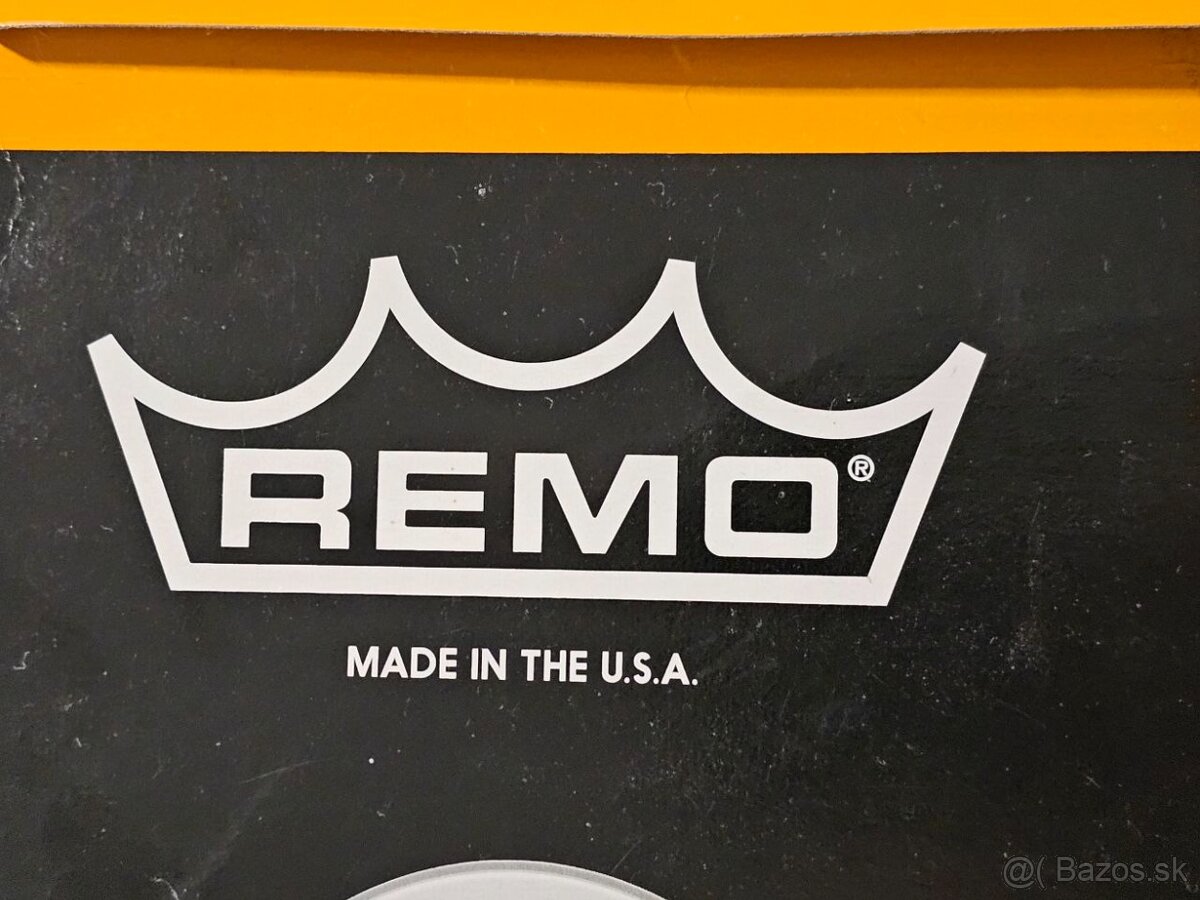 REMO®
MADE IN THE U.S.A.
@( Bazos.sk